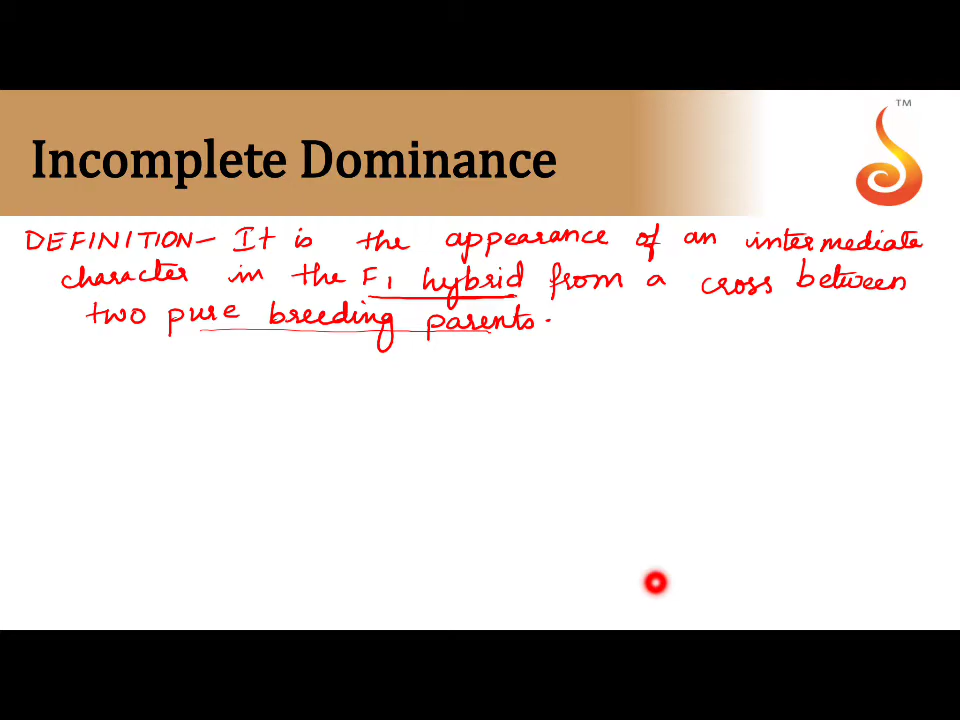 TM
Incomplete Dominance
DEFINITION- It is the appearance of an intermediate
character in the F1 hybrid from a cross between
two pure breeding parents.